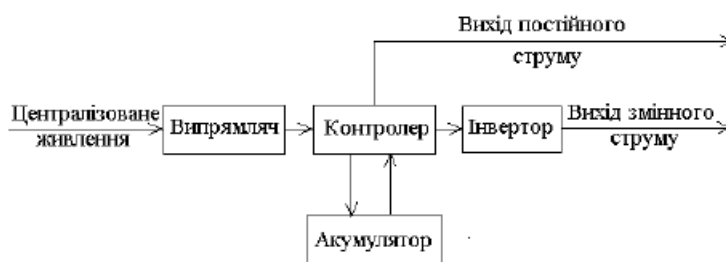 Вихід постійного
струму
Централізоване
живлення
Випрямляч
Контролер
Інвертор
Вихід змінного
струму
Акумулятор